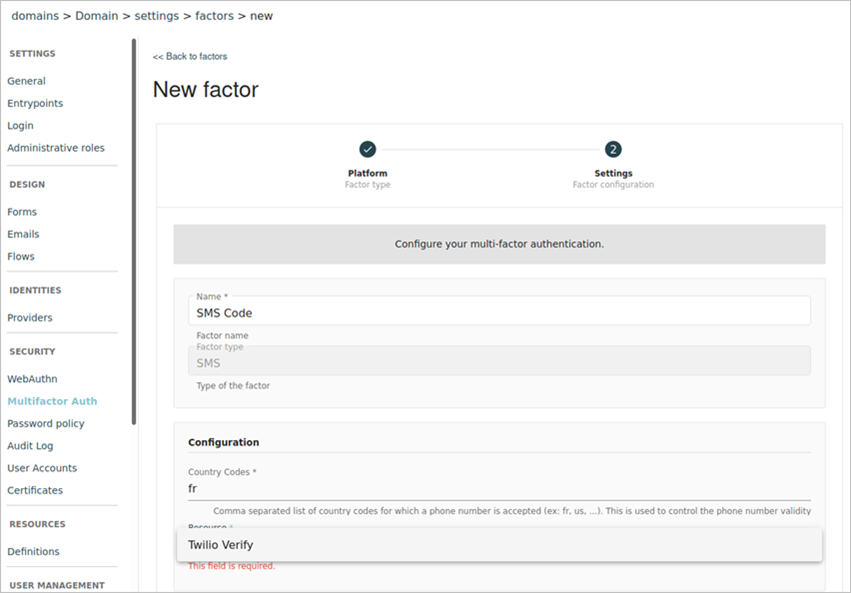 domains > Domain > settings > factors > new
SETTINGS
General
Entrypoints
Login
Administrative roles
DESIGN
Forms
Emails
Flows
IDENTITIES
Providers
SECURITY
WebAuthn
Multifactor Auth
Password policy
Audit Log
User Accounts
Certificates
RESOURCES
Definitions
USER MANAGEMENT
<< Back to factors
New factor
2
Platform
Factor type
Settings
Factor configuration
Configure your multi-factor authentication.
Name *
SMS Code
Factor name
Factor type
SMS
Type of the factor
Configuration
Country Codes *
fr
Comma separated list of country codes for which a phone number is accepted (ex: fr, us, ...). This is used to control the phone number validity
Resource *
Twilio Verify
This field is required.